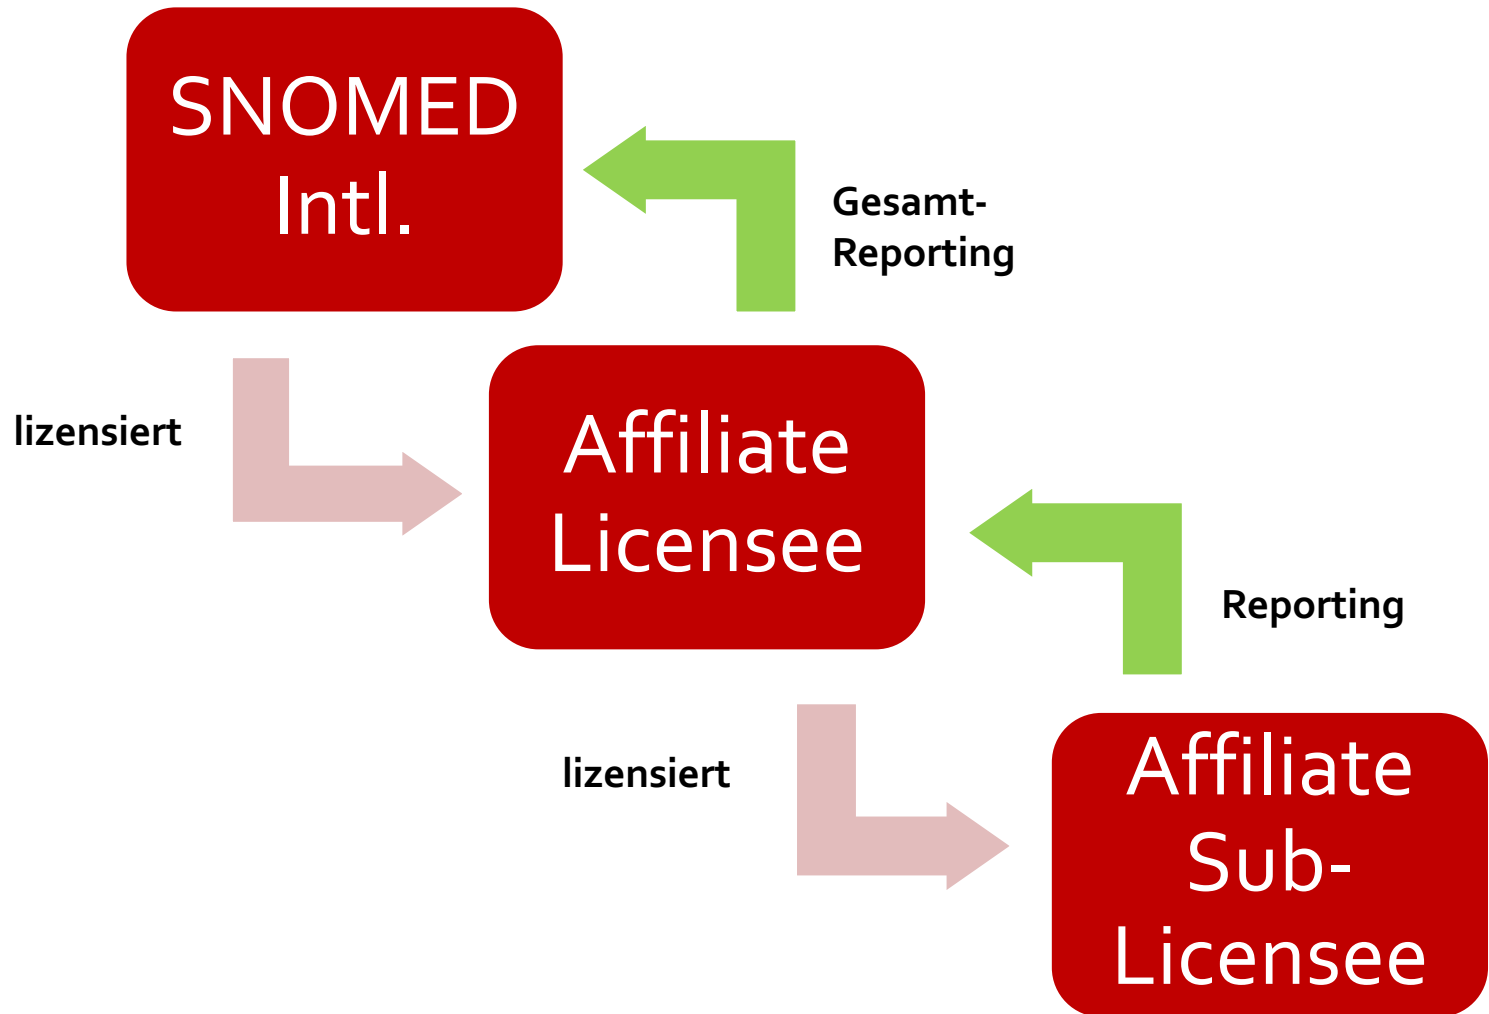 SNOMED
Intl.
Gesamt-
Reporting
lizensiert
Affiliate
Licensee
Reporting
lizensiert
Affiliate
Sub-
Licensee